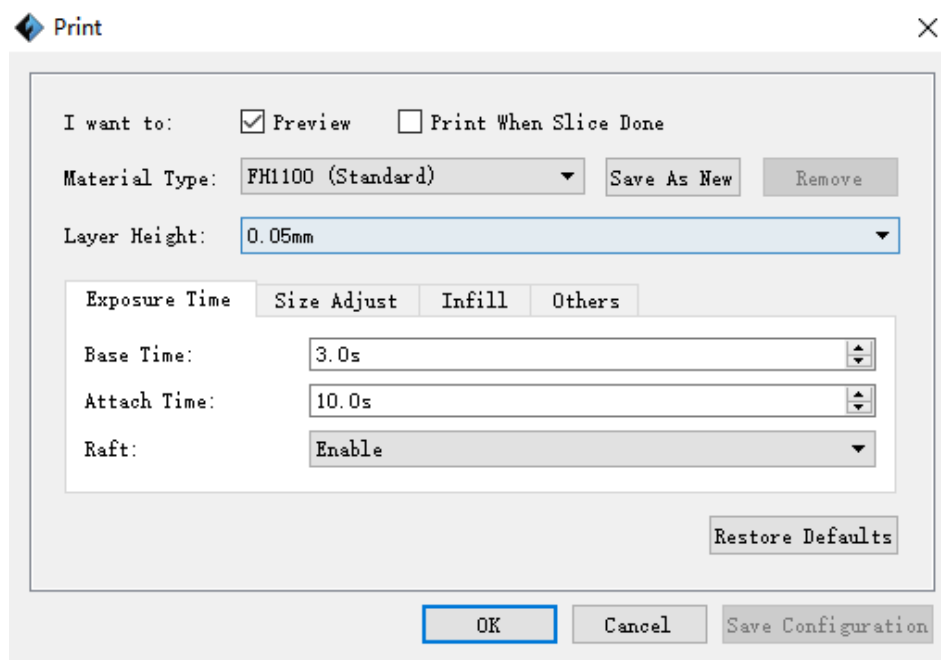 Print
I want to: Preview Print When Slice Done
Material Type: FH1100 (Standard) Save As New Remove
Layer Height: 0.05mm
Exposure Time Size Adjust Infill Others
Base Time: 3.0s
Attach Time: 10.0s
Raft: Enable
Restore Defaults
OK Cancel Save Configuration